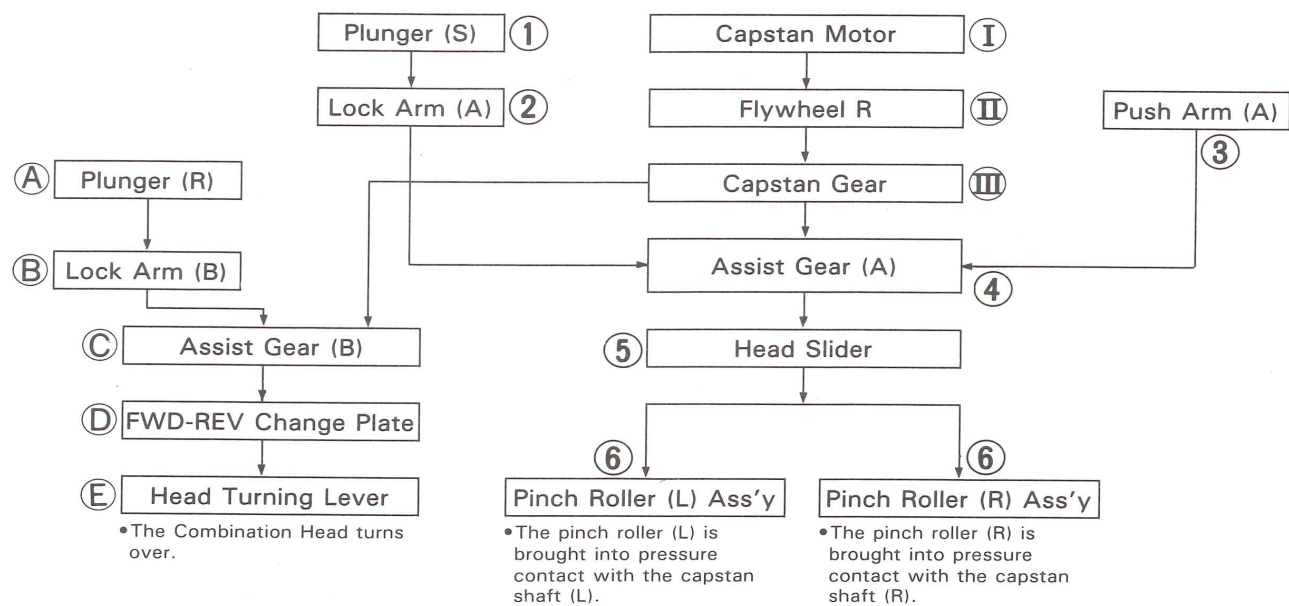 Plunger (S) ①
Capstan Motor Ⅰ
Lock Arm (A) ②
Flywheel R Ⅱ
Push Arm (A)
③
Ⓐ Plunger (R)
Capstan Gear Ⅲ
Ⓑ Lock Arm (B)
Assist Gear (A)
④
Ⓒ Assist Gear (B)
⑤ Head Slider
Ⓓ FWD-REV Change Plate
⑥ ⑥
Ⓔ Head Turning Lever
Pinch Roller (L) Ass'y
Pinch Roller (R) Ass'y
•The Combination Head turns
over.
•The pinch roller (L) is
brought into pressure
contact with the capstan
shaft (L).
•The pinch roller (R) is
brought into pressure
contact with the capstan
shaft (R).